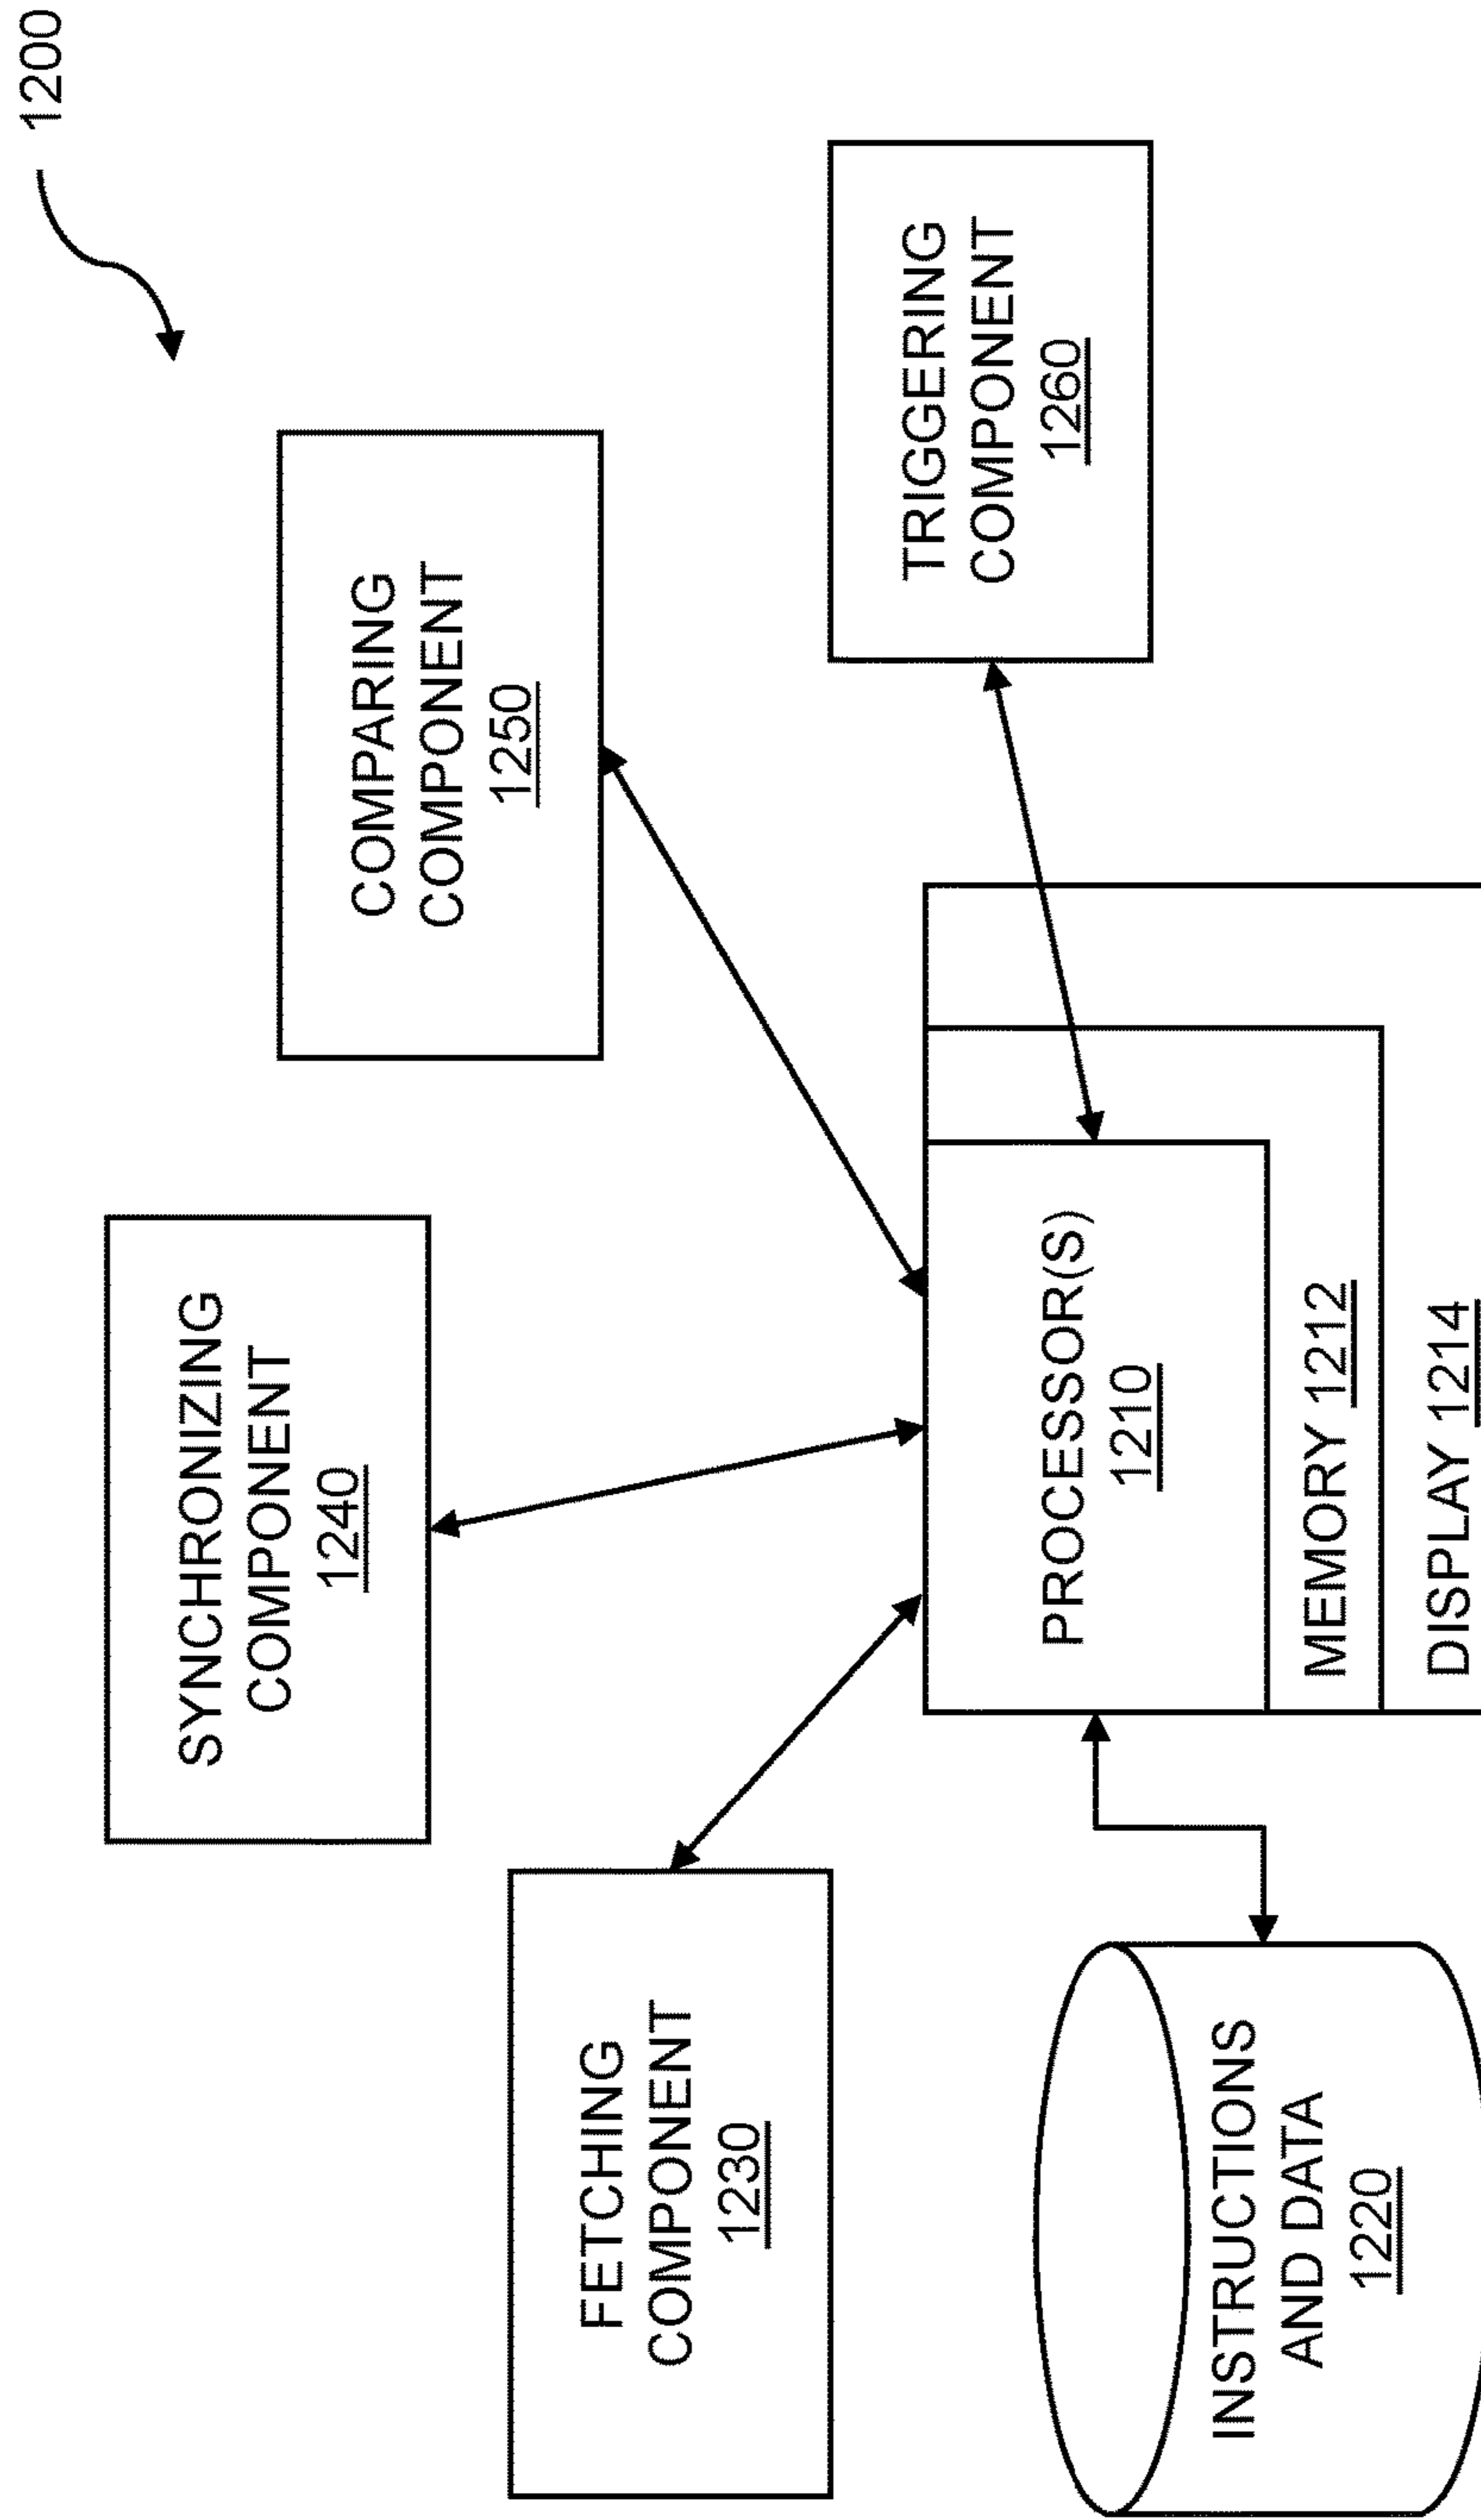 1200
SYNCHRONIZING
COMPONENT
1240
COMPARING
COMPONENT
1250
FETCHING
COMPONENT
1230
TRIGGERING
COMPONENT
1260
PROCESSOR(S)
1210
MEMORY 1212
DISPLAY 1214
INSTRUCTIONS
AND DATA
1220